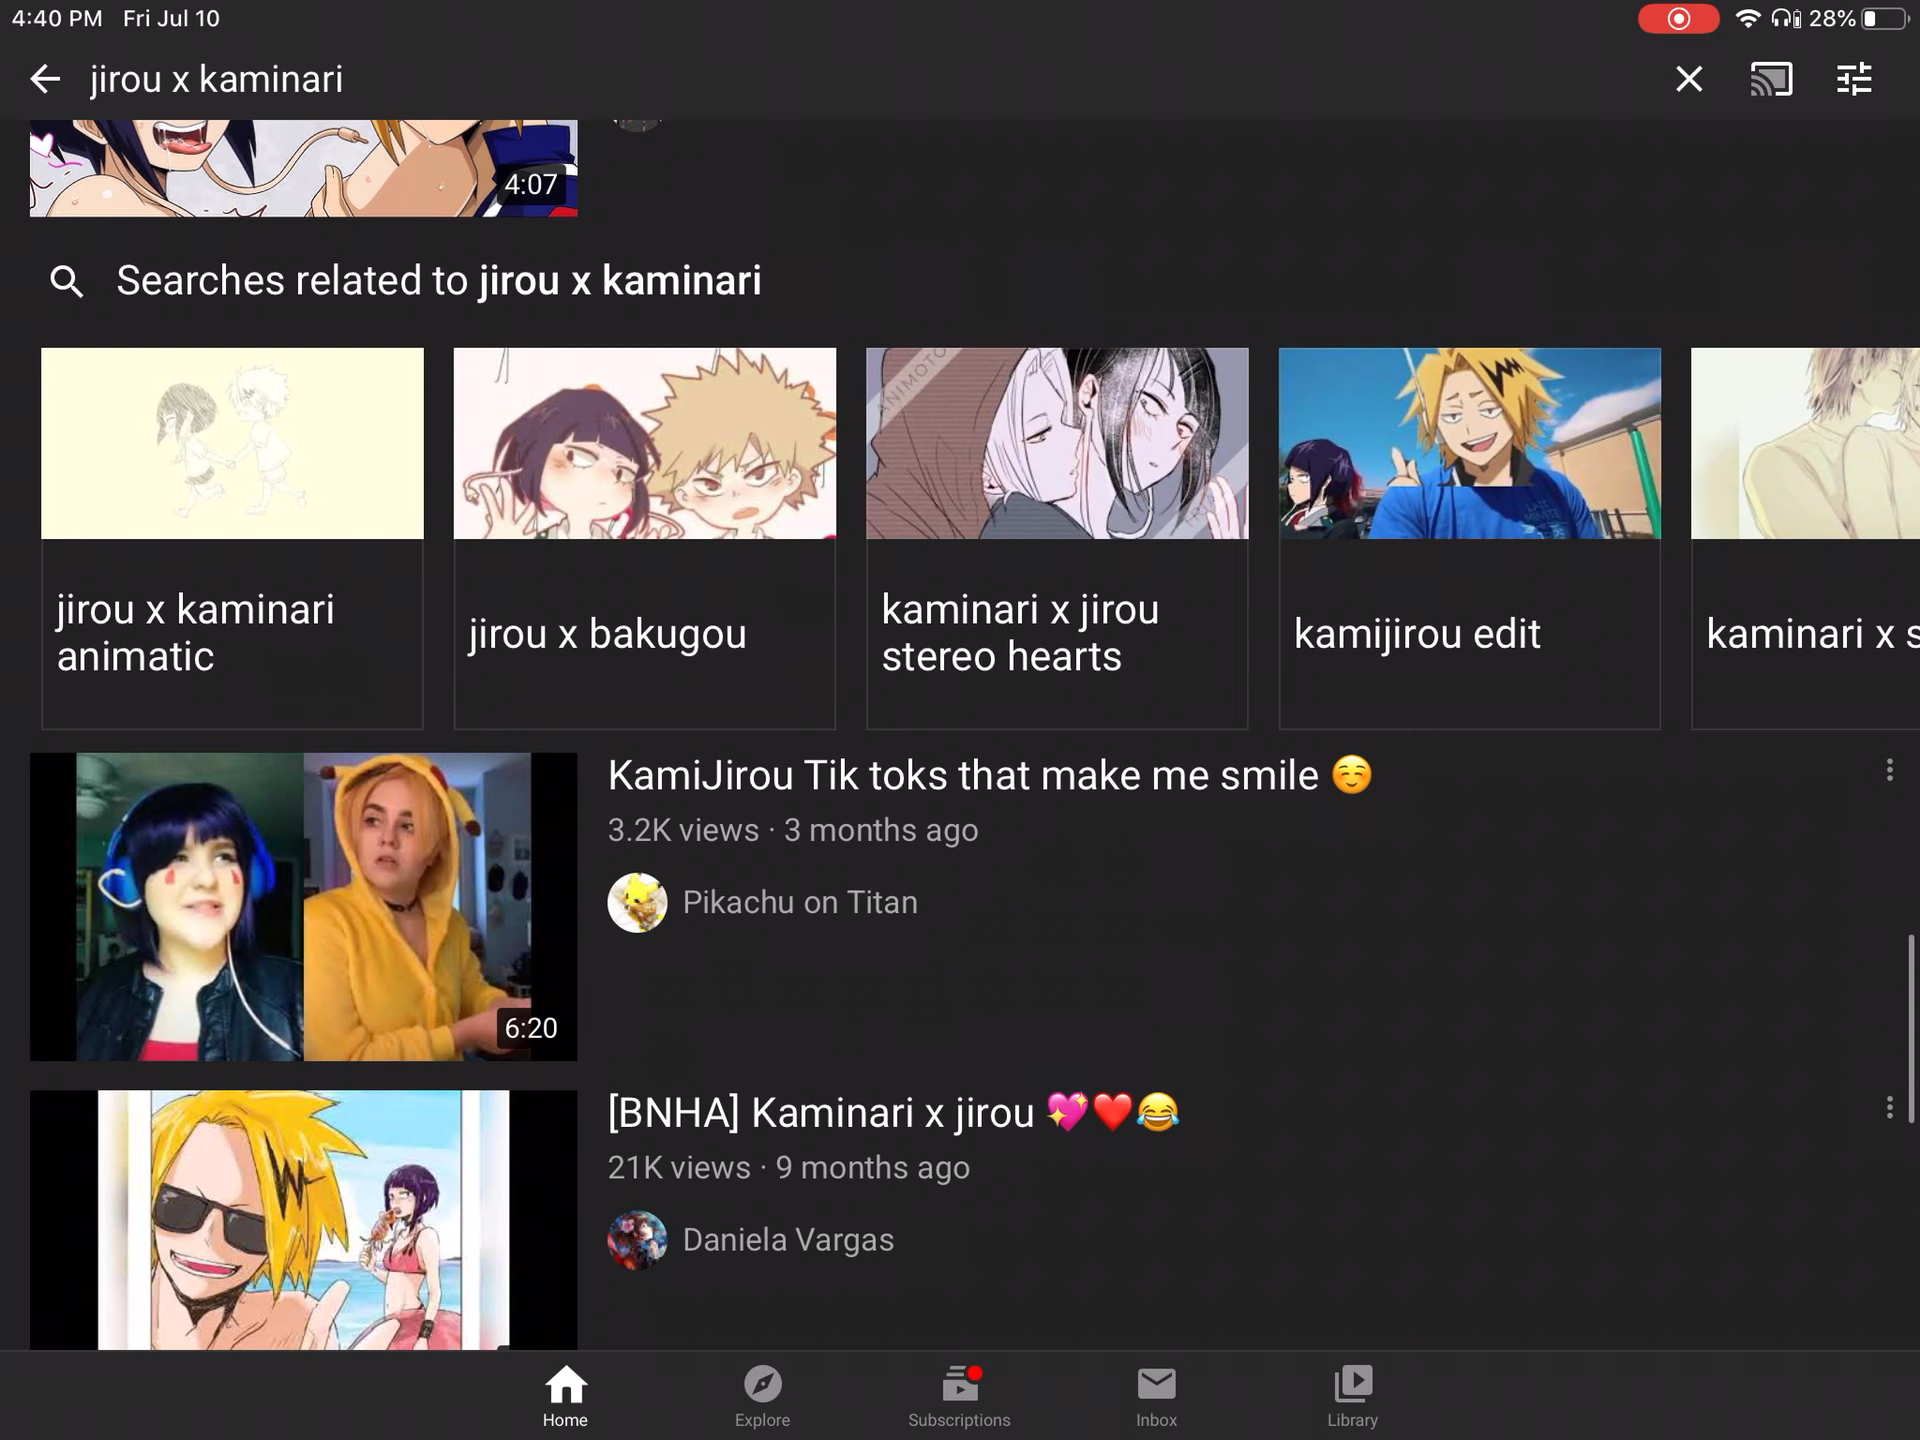 4:40 PM Fri Jul 10
28%
jirou x kaminari
4:07
Searches related to jirou x kaminari
ANIMOTO
jirou x kaminari
animatic
jirou x bakugou
kaminari x jirou
stereo hearts
kamijirou edit
kaminari x s
KamiJirou Tik toks that make me smile ☺️
3.2K views · 3 months ago
Pikachu on Titan
6:20
[BNHA] Kaminari x jirou 💖❤️😂
21K views · 9 months ago
Daniela Vargas
Home
Explore
Subscriptions
Inbox
Library